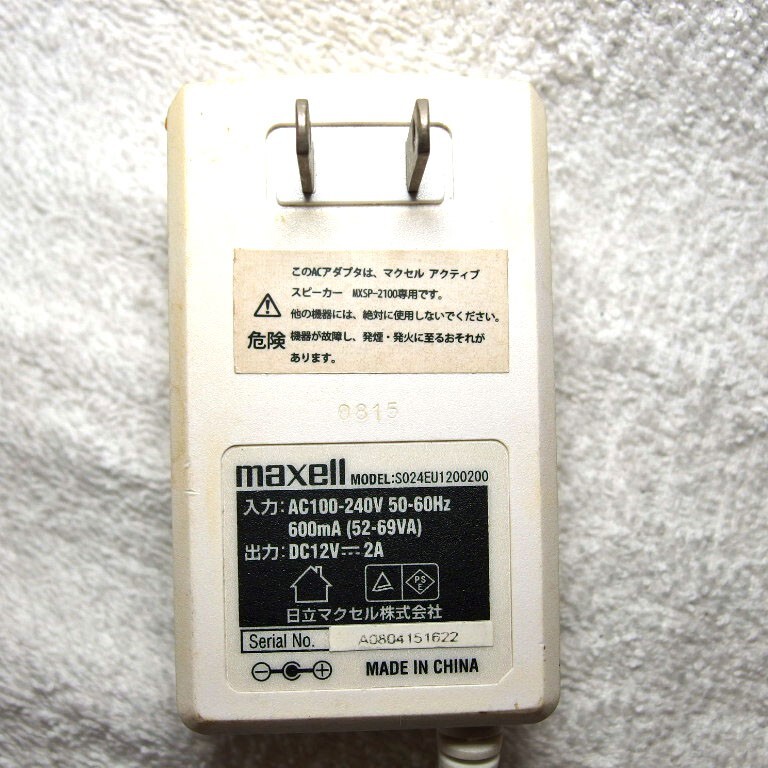 このACアダプタは、マクセル アクティブ
スピーカー MXSP-2100専用です。
他の機器には、絶対に使用しないでください。
危険 機器が故障し、発煙・発火に至るおそれが
あります。
0815
maxell MODEL:S024EU1200200
入力:AC100-240V 50-60Hz
600mA (52-69VA)
出力:DC12V⎓2A
PSE
日立マクセル株式会社
Serial No. A0804151622
MADE IN CHINA